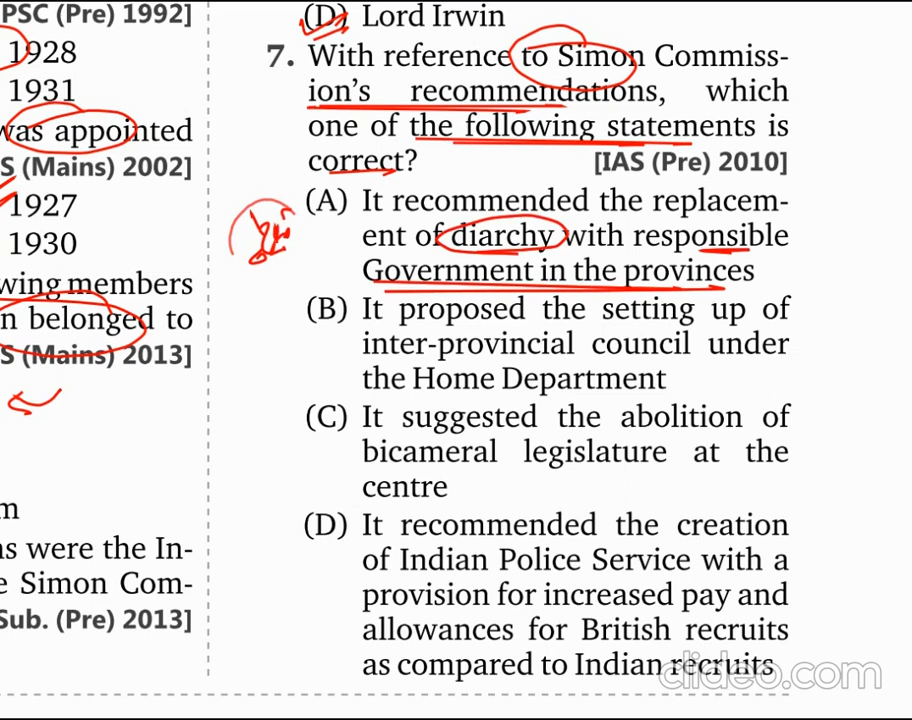 PSC (Pre) 1992]
1928
1931
was appointed
S (Mains) 2002]
1927
1930
wing members
n belonged to
S (Mains) 2013]
m
ns were the In-
e Simon Com-
Sub. (Pre) 2013]
(D) Lord Irwin
7. With reference to Simon Commiss-
ion's recommendations, which
one of the following statements is
correct? [IAS (Pre) 2010]
(A) It recommended the replacem-
ent of diarchy with responsible
Government in the provinces
(B) It proposed the setting up of
inter-provincial council under
the Home Department
(C) It suggested the abolition of
bicameral legislature at the
centre
(D) It recommended the creation
of Indian Police Service with a
provision for increased pay and
allowances for British recruits
as compared to Indian recruits
clideo.com